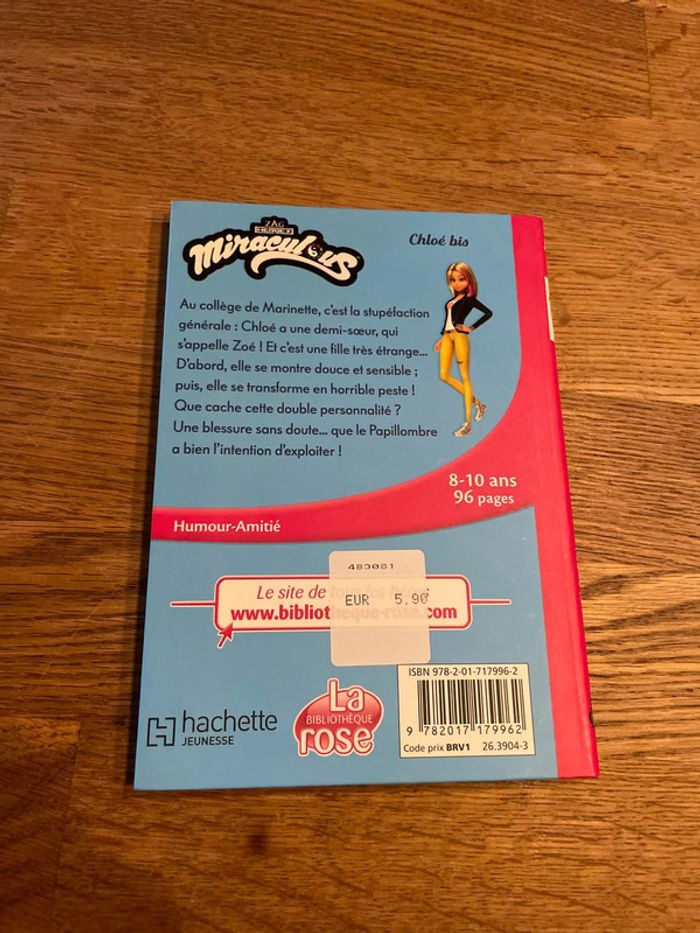 ZAG
HEROEZ
Miraculous
Chloé bis
Au collège de Marinette, c'est la stupéfaction
générale : Chloé a une demi-sœur, qui
s'appelle Zoé ! Et c'est une fille très étrange...
D'abord, elle se montre douce et sensible ;
puis, elle se transforme en horrible peste !
Que cache cette double personnalité ?
Une blessure sans doute... que le Papillombre
a bien l'intention d'exploiter !
8-10 ans
96 pages
Humour-Amitié
483081
Le site de
EUR 5.90
www.bibliotheque-rose.com
ISBN 978-2-01-717996-2
9 782017 179962
Code prix BRV1 26.3904-3
hachette
JEUNESSE
La
BIBLIOTHÈQUE
rose